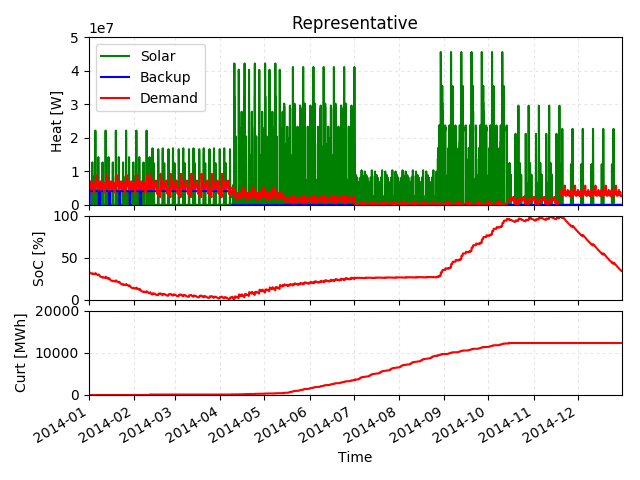 Representative
1e7
5
4
3
2
1
0
Heat [W]
Solar
Backup
Demand
100
50
0
SoC [%]
20000
10000
0
Curt [MWh]
2014-01
2014-02
2014-03
2014-04
2014-05
2014-06
2014-07
2014-08
2014-09
2014-10
2014-11
2014-12
Time